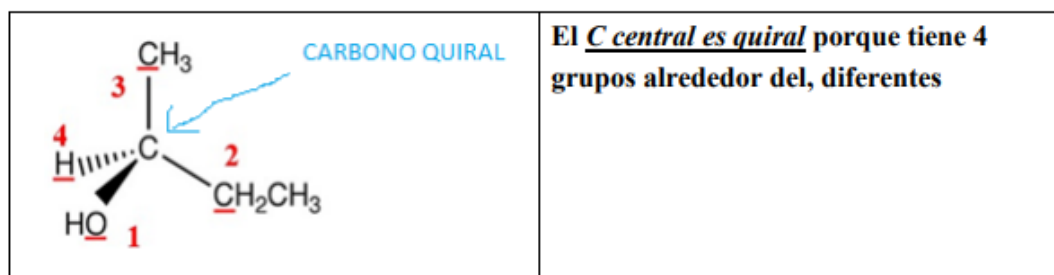 CH₃
CARBONO QUIRAL
3
4
H
C
2
CH₂CH₃
HO
1
El C central es quiral porque tiene 4
grupos alrededor del, diferentes